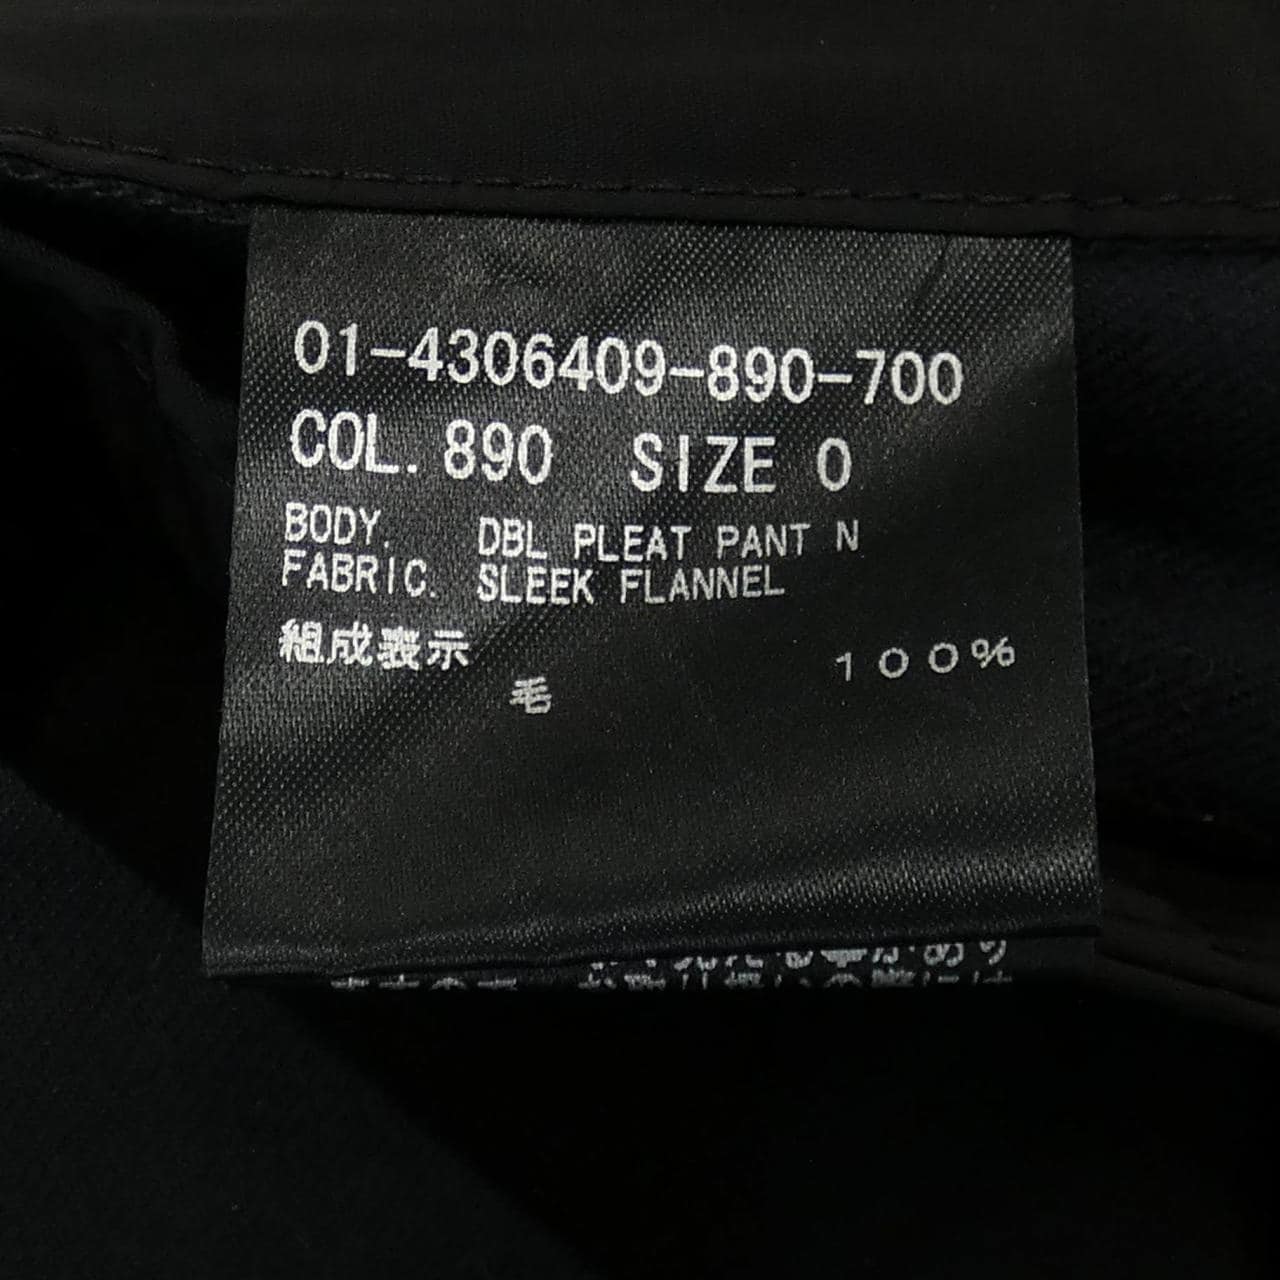 01-4306409-890-700
COL. 890 SIZE 0
BODY. DBL PLEAT PANT N
FABRIC. SLEEK FLANNEL
組成表示
毛 100%